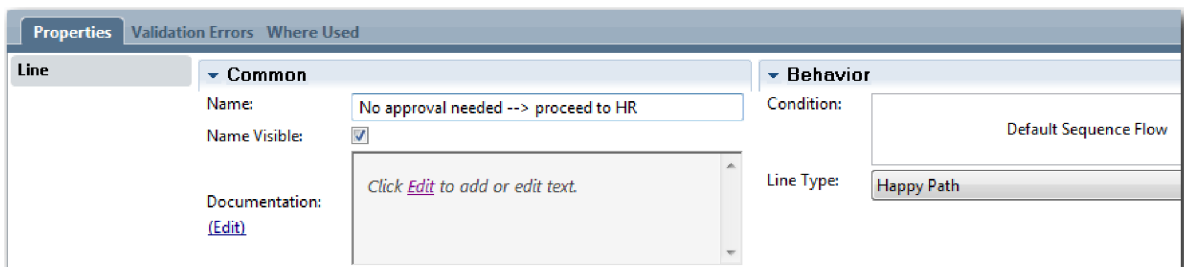 Properties Validation Errors Where Used
Line
Common
Name: No approval needed --> proceed to HR
Name Visible:
Documentation:
(Edit)
Click Edit to add or edit text.
Behavior
Condition: Default Sequence Flow
Line Type: Happy Path